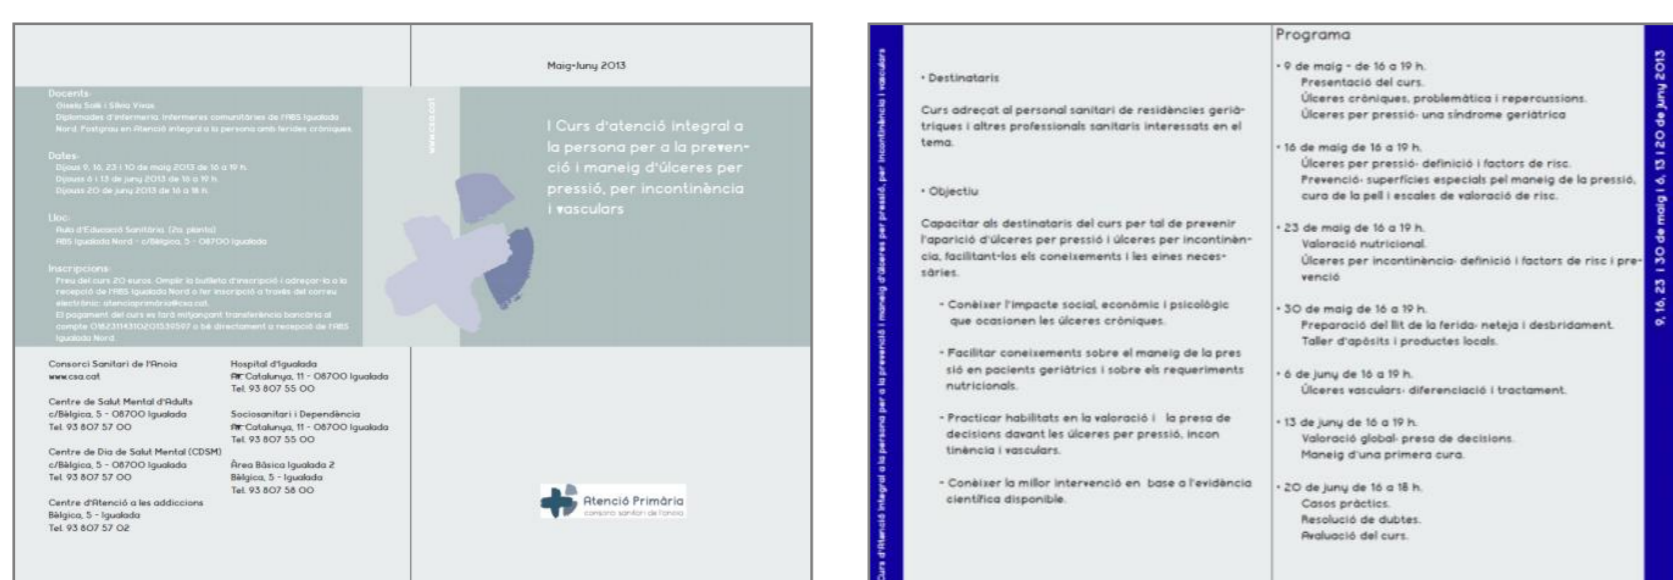 Docents:
Gisela Solé i Sílvia Vivas.
Diplomades d'infermeria. Infermeres comunitàries de l'ABS Igualada
Nord. Postgrau en Atenció integral a la persona amb ferides cròniques.
Dates:
Dijous 9, 16, 23 i 10 de maig 2013 de 16 a 19 h.
Dijouss 6 i 13 de juny 2013 de 16 a 19 h.
Dijouss 20 de juny 2013 de 16 a 18 h.
Lloc:
Aula d'Educació Sanitària. (2a. planta)
ABS Igualada Nord - c/Bèlgica, 5 - 08700 Igualada
Inscripcions:
Preu del curs 20 euros. Omplir la butlleta d'inscripció i adreçar-la a la
recepció de l'ABS Igualada Nord o fer inscripció a través del correu
electrònic: atencioprimària@csa.cat.
El pagament del curs es farà mitjançant transferència bancària al
compte o bé directament a recepció de l'ABS
Igualada Nord.
Consorci Sanitari de l'Anoia
www.csa.cat
Centre de Salut Mental d'Adults
c/Bèlgica, 5 - 08700 Igualada
Tel. 93 807 57 00
Centre de Dia de Salut Mental (CDSM)
c/Bèlgica, 5 - 08700 Igualada
Tel. 93 807 57 00
Centre d'Atenció a les addiccions
Bèlgica, 5 - Igualada
Tel. 93 807 57 02
Hospital d'Igualada
Av. Catalunya, 11 - 08700 Igualada
Tel. 93 807 55 00
Sociosanitari i Dependència
Av. Catalunya, 11 - 08700 Igualada
Tel. 93 807 55 00
Àrea Bàsica Igualada 2
Bèlgica, 5 - Igualada
Tel. 93 807 58 00
www.csa.cat
Maig-Juny 2013
I Curs d'atenció integral a
la persona per a la preven-
ció i maneig d'úlceres per
pressió, per incontinència
i vasculars
Atenció Primària
consorci sanitari de l'anoia
Curs d'Atenció Integral a la persona per a la prevenció i maneig d'úlceres per pressió, per incontinència i vasculars
• Destinataris
Curs adreçat al personal sanitari de residències gerià-
triques i altres professionals sanitaris interessats en el
tema.
• Objectiu
Capacitar als destinataris del curs per tal de prevenir
l'aparició d'úlceres per pressió i úlceres per incontinèn-
cia, facilitant-los els coneixements i les eines neces-
sàries.
- Conèixer l'impacte social, econòmic i psicològic
que ocasionen les úlceres cròniques.
- Facilitar coneixements sobre el maneig de la pres
sió en pacients geriàtrics i sobre els requeriments
nutricionals.
- Practicar habilitats en la valoració i la presa de
decisions davant les úlceres per pressió, incon
tinència i vasculars.
- Conèixer la millor intervenció en base a l'evidència
científica disponible.
Programa
• 9 de maig - de 16 a 19 h.
Presentació del curs.
Úlceres cròniques, problemàtica i repercussions.
Úlceres per pressió: una síndrome geriàtrica
• 16 de maig de 16 a 19 h.
Úlceres per pressió: definició i factors de risc.
Prevenció: superfícies especials pel maneig de la pressió,
cura de la pell i escales de valoració de risc.
• 23 de maig de 16 a 19 h.
Valoració nutricional.
Úlceres per incontinència: definició i factors de risc i pre-
venció
• 30 de maig de 16 a 19 h.
Preparació del llit de la ferida: neteja i desbridament.
Taller d'apòsits i productes locals.
• 6 de juny de 16 a 19 h.
Úlceres vasculars: diferenciació i tractament.
• 13 de juny de 16 a 19 h.
Valoració global: presa de decisions.
Maneig d'una primera cura.
• 20 de juny de 16 a 18 h.
Casos pràctics.
Resolució de dubtes.
Avaluació del curs.
9, 16, 23 i 30 de maig i 6, 13 i 20 de juny 2013